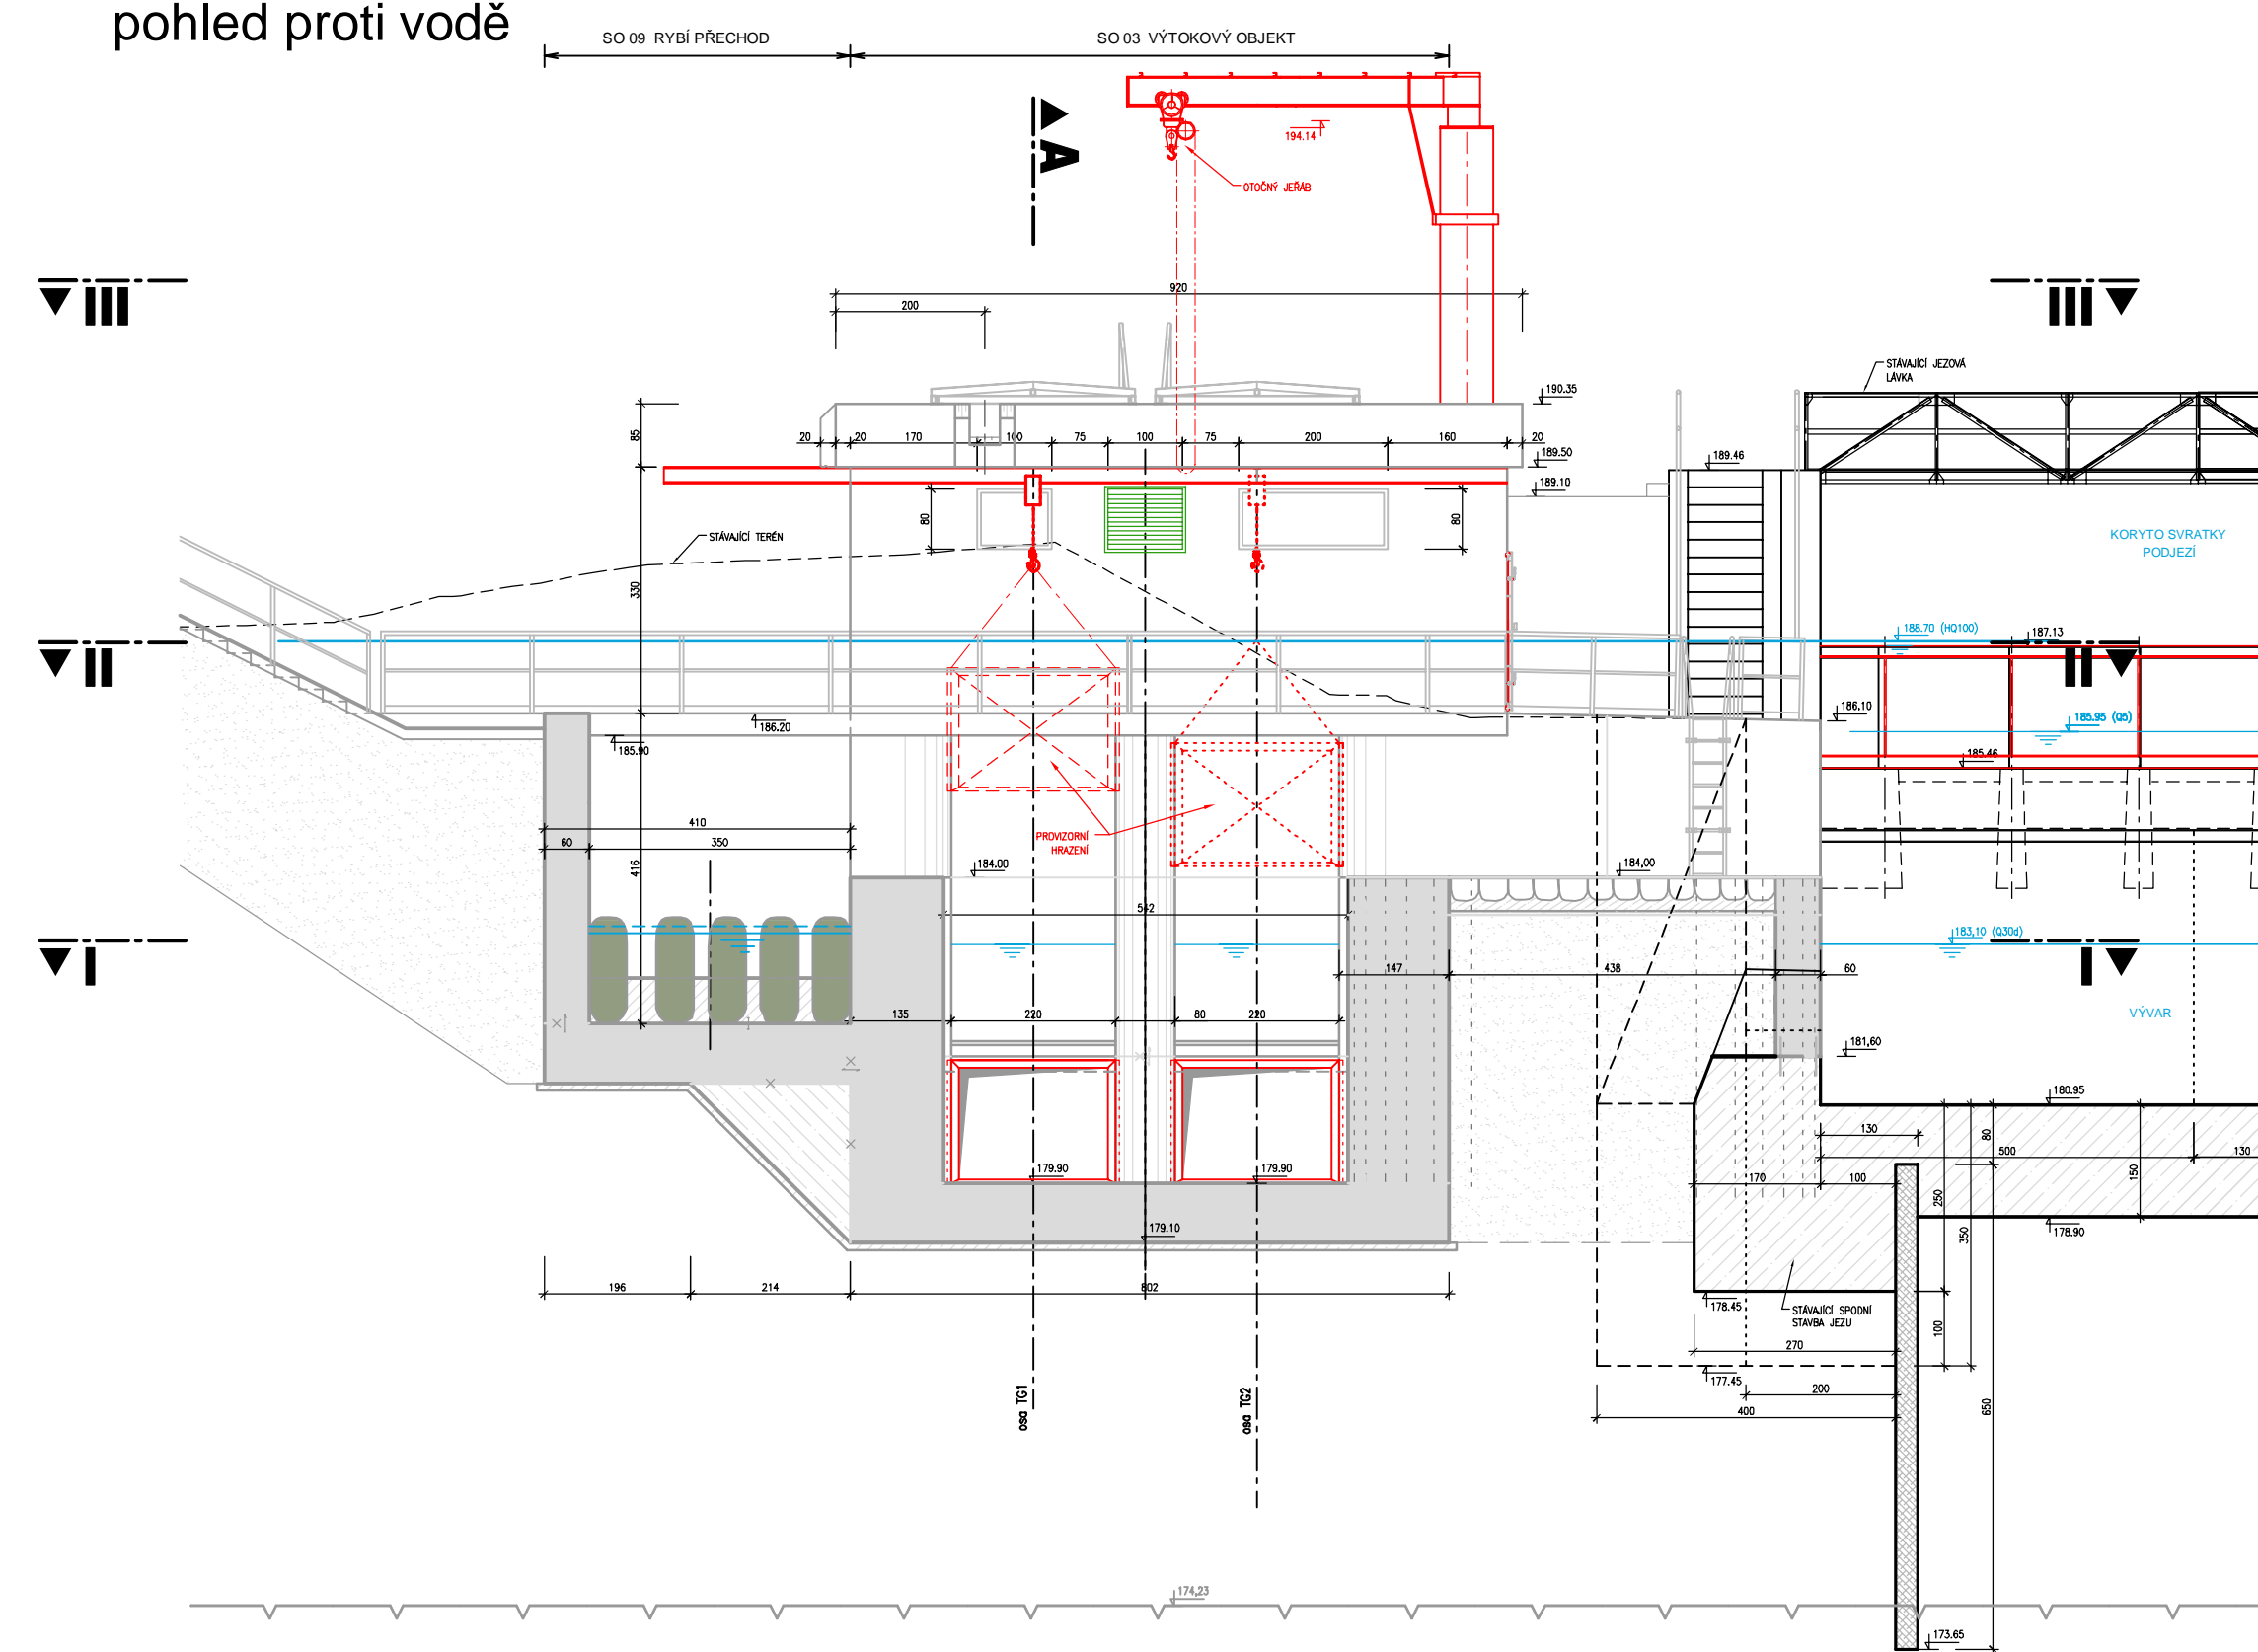 pohled proti vodě
SO 09 RYBÍ PŘECHOD
SO 03 VÝTOKOVÝ OBJEKT
A
194.14
OTOČNÝ JEŘÁB
III
III
920
200
STÁVAJÍCÍ JEZOVÁ
LÁVKA
190.35
85
20
20
170
100
75
100
75
200
160
20
189.50
189.46
189.10
80
80
STÁVAJÍCÍ TERÉN
KORYTO SVRATKY
PODJEZÍ
330
188.70 (HQ100)
187.13
II
II
186.20
186.10
185.95 (Q5)
185.90
185.46
410
PROVIZORNÍ
HRAZENÍ
60
350
416
184.00
184,00
542
183,10 (Q30d)
I
I
147
438
60
135
220
80
220
VÝVAR
181,60
180.95
130
80
500
130
179.90
179.90
170
100
250
150
350
179.10
178.90
196
214
802
178.45
STÁVAJÍCÍ SPODNÍ
STAVBA JEZU
100
270
177.45
200
400
650
osa TG1
osa TG2
174,23
173.65